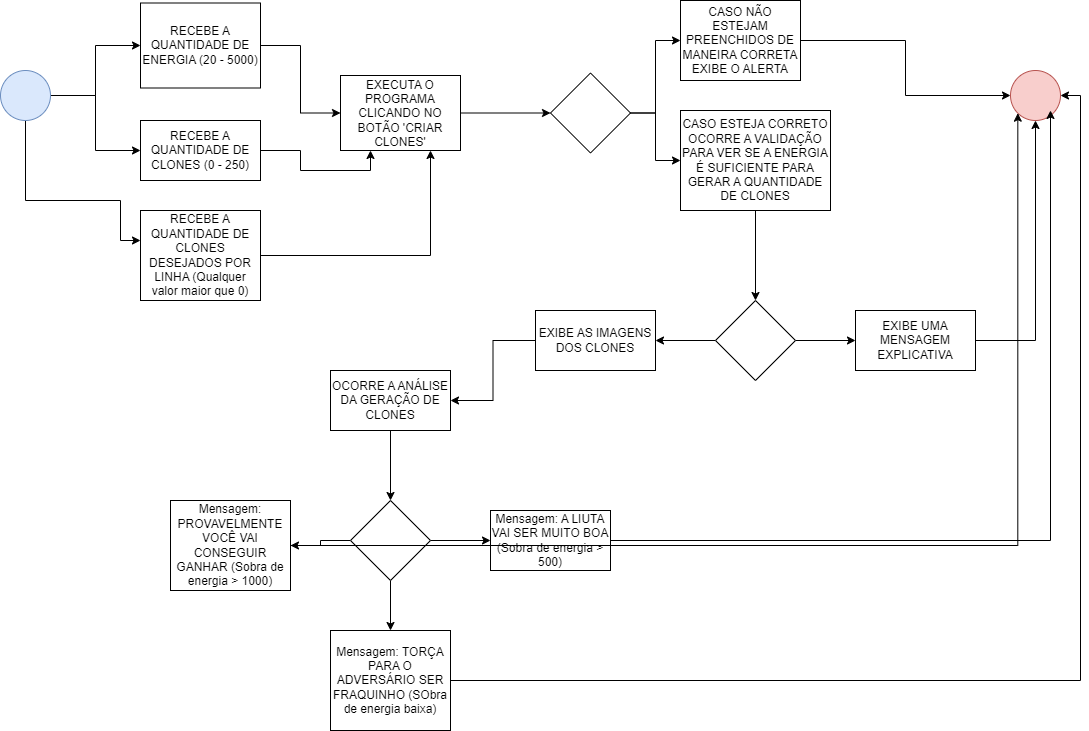 RECEBE A
QUANTIDADE DE
ENERGIA (20 - 5000)
RECEBE A
QUANTIDADE DE
CLONES (0 - 250)
RECEBE A
QUANTIDADE DE
CLONES
DESEJADOS POR
LINHA (Qualquer
valor maior que 0)
EXECUTA O
PROGRAMA
CLICANDO NO
BOTÃO 'CRIAR
CLONES'
CASO NÃO
ESTEJAM
PREENCHIDOS DE
MANEIRA CORRETA
EXIBE O ALERTA
CASO ESTEJA CORRETO
OCORRE A VALIDAÇÃO
PARA VER SE A ENERGIA
É SUFICIENTE PARA
GERAR A QUANTIDADE
DE CLONES
EXIBE AS IMAGENS
DOS CLONES
EXIBE UMA
MENSAGEM
EXPLICATIVA
OCORRE A ANÁLISE
DA GERAÇÃO DE
CLONES
Mensagem:
PROVAVELMENTE
VOCÊ VAI
CONSEGUIR
GANHAR (Sobra de
energia > 1000)
Mensagem: A LIUTA
VAI SER MUITO BOA
(Sobra de energia >
500)
Mensagem: TORÇA
PARA O
ADVERSÁRIO SER
FRAQUINHO (SObra
de energia baixa)